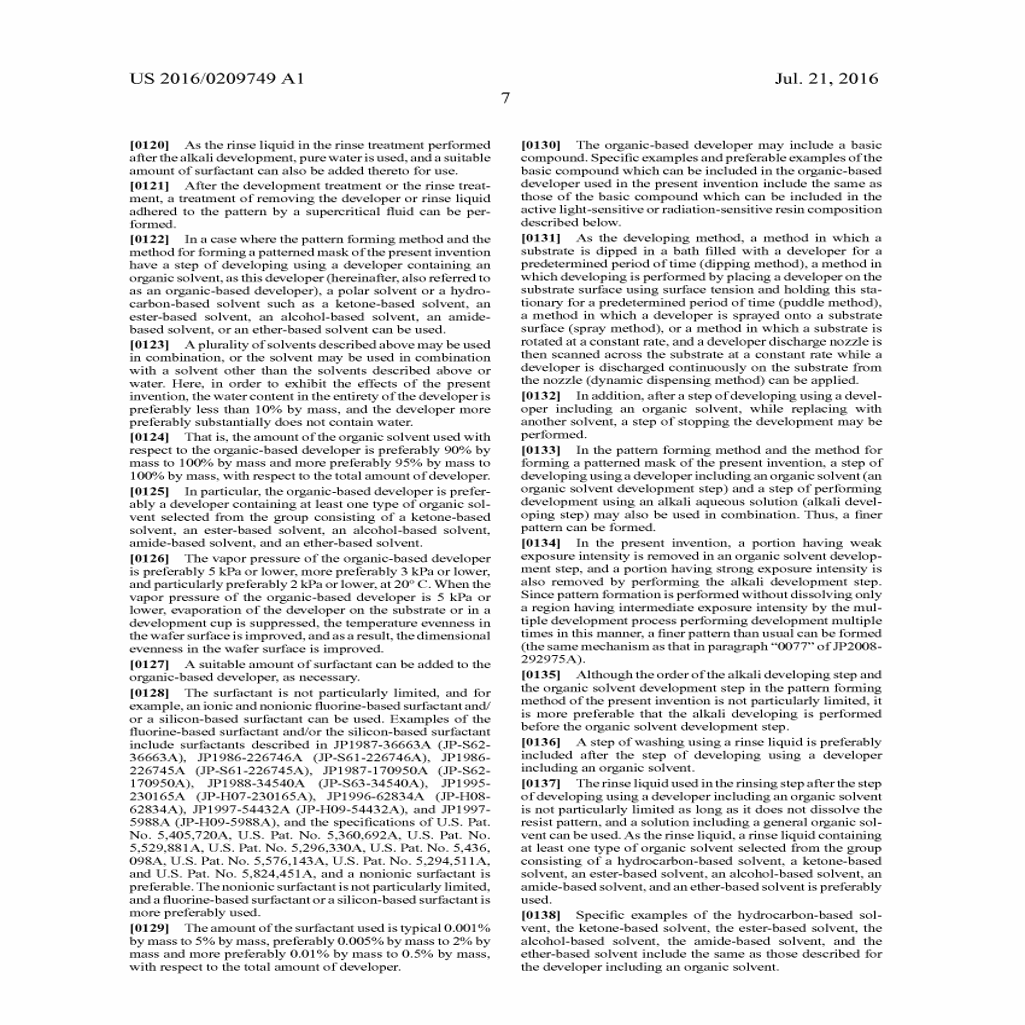 US 2016/0209749 A1
Jul. 21, 2016
7
[0120] As the rinse liquid in the rinse treatment performed
after the alkali development, pure water is used, and a suitable
amount of surfactant can also be added thereto for use.
[0121] After the development treatment or the rinse treat-
ment, a treatment of removing the developer or rinse liquid
adhered to the pattern by a supercritical fluid can be per-
formed.
[0122] In a case where the pattern forming method and the
method for forming a patterned mask of the present invention
have a step of developing using a developer containing an
organic solvent, as this developer (hereinafter, also referred to
as an organic-based developer), a polar solvent or a hydro-
carbon-based solvent such as a ketone-based solvent, an
ester-based solvent, an alcohol-based solvent, an amide-
based solvent, or an ether-based solvent can be used.
[0123] A plurality of solvents described above may be used
in combination, or the solvent may be used in combination
with a solvent other than the solvents described above or
water. Here, in order to exhibit the effects of the present
invention, the water content in the entirety of the developer is
preferably less than 10% by mass, and the developer more
preferably substantially does not contain water.
[0124] That is, the amount of the organic solvent used with
respect to the organic-based developer is preferably 90% by
mass to 100% by mass and more preferably 95% by mass to
100% by mass, with respect to the total amount of developer.
[0125] In particular, the organic-based developer is prefer-
ably a developer containing at least one type of organic sol-
vent selected from the group consisting of a ketone-based
solvent, an ester-based solvent, an alcohol-based solvent,
amide-based solvent, and an ether-based solvent.
[0126] The vapor pressure of the organic-based developer
is preferably 5 kPa or lower, more preferably 3 kPa or lower,
and particularly preferably 2 kPa or lower, at 20° C. When the
vapor pressure of the organic-based developer is 5 kPa or
lower, evaporation of the developer on the substrate or in a
development cup is suppressed, the temperature evenness in
the wafer surface is improved, and as a result, the dimensional
evenness in the wafer surface is improved.
[0127] A suitable amount of surfactant can be added to the
organic-based developer, as necessary.
[0128] The surfactant is not particularly limited, and for
example, an ionic and nonionic fluorine-based surfactant and/
or a silicon-based surfactant can be used. Examples of the
fluorine-based surfactant and/or the silicon-based surfactant
include surfactants described in JP1987-36663A (JP-S62-
36663A), JP1986-226746A (JP-S61-226746A), JP1986-
226745A (JP-S61-226745A), JP1987-170950A (JP-S62-
170950A), JP1988-34540A (JP-S63-34540A), JP1995-
230165A (JP-H07-230165A), JP1996-62834A (JP-H08-
62834A), JP1997-54432A (JP-H09-54432A), and JP1997-
5988A (JP-H09-5988A), and the specifications of U.S. Pat.
No. 5,405,720A, U.S. Pat. No. 5,360,692A, U.S. Pat. No.
5,529,881A, U.S. Pat. No. 5,296,330A, U.S. Pat. No. 5,436,
098A, U.S. Pat. No. 5,576,143A, U.S. Pat. No. 5,294,511A,
and U.S. Pat. No. 5,824,451A, and a nonionic surfactant is
preferable. The nonionic surfactant is not particularly limited,
and a fluorine-based surfactant or a silicon-based surfactant is
more preferably used.
[0129] The amount of the surfactant used is typical 0.001%
by mass to 5% by mass, preferably 0.005% by mass to 2% by
mass and more preferably 0.01% by mass to 0.5% by mass,
with respect to the total amount of developer.
[0130] The organic-based developer may include a basic
compound. Specific examples and preferable examples of the
basic compound which can be included in the organic-based
developer used in the present invention include the same as
those of the basic compound which can be included in the
active light-sensitive or radiation-sensitive resin composition
described below.
[0131] As the developing method, a method in which a
substrate is dipped in a bath filled with a developer for a
predetermined period of time (dipping method), a method in
which developing is performed by placing a developer on the
substrate surface using surface tension and holding this sta-
tionary for a predetermined period of time (puddle method),
a method in which a developer is sprayed onto a substrate
surface (spray method), or a method in which a substrate is
rotated at a constant rate, and a developer discharge nozzle is
then scanned across the substrate at a constant rate while a
developer is discharged continuously on the substrate from
the nozzle (dynamic dispensing method) can be applied.
[0132] In addition, after a step of developing using a devel-
oper including an organic solvent, while replacing with
another solvent, a step of stopping the development may be
performed.
[0133] In the pattern forming method and the method for
forming a patterned mask of the present invention, a step of
developing using a developer including an organic solvent (an
organic solvent development step) and a step of performing
development using an alkali aqueous solution (alkali devel-
oping step) may also be used in combination. Thus, a finer
pattern can be formed.
[0134] In the present invention, a portion having weak
exposure intensity is removed in an organic solvent develop-
ment step, and a portion having strong exposure intensity is
also removed by performing the alkali development step.
Since pattern formation is performed without dissolving only
a region having intermediate exposure intensity by the mul-
tiple development process performing development multiple
times in this manner, a finer pattern than usual can be formed
(the same mechanism as that in paragraph “0077” of JP2008-
292975A).
[0135] Although the order of the alkali developing step and
the organic solvent development step in the pattern forming
method of the present invention is not particularly limited, it
is more preferable that the alkali developing is performed
before the organic solvent development step.
[0136] A step of washing using a rinse liquid is preferably
included after the step of developing using a developer
including an organic solvent.
[0137] The rinse liquid used in the rinsing step after the step
of developing using a developer including an organic solvent
is not particularly limited as long as it does not dissolve the
resist pattern, and a solution including a general organic sol-
vent can be used. As the rinse liquid, a rinse liquid containing
at least one type of organic solvent selected from the group
consisting of a hydrocarbon-based solvent, a ketone-based
solvent, an ester-based solvent, an alcohol-based solvent, an
amide-based solvent, and an ether-based solvent is preferably
used.
[0138] Specific examples of the hydrocarbon-based sol-
vent, the ketone-based solvent, the ester-based solvent, the
alcohol-based solvent, the amide-based solvent, and the
ether-based solvent include the same as those described for
the developer including an organic solvent.